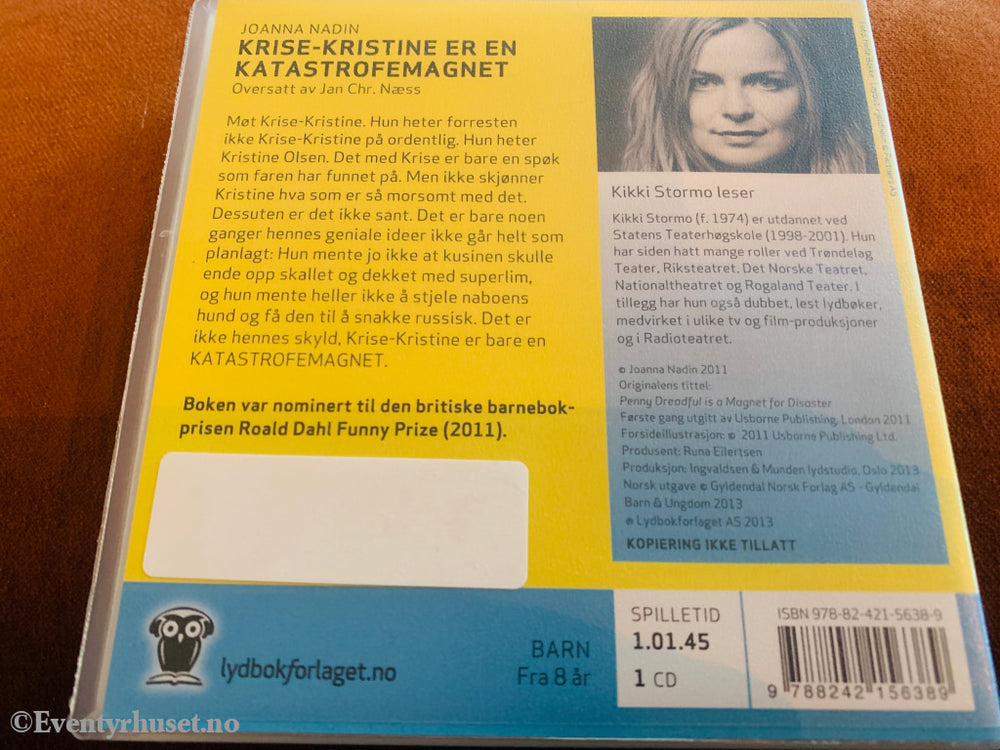 JOANNA NADIN
KRISE-KRISTINE ER EN
KATASTROFEMAGNET
Oversatt av Jan Chr. Næss
Møt Krise-Kristine. Hun heter forresten
ikke Krise-Kristine på ordentlig. Hun heter
Kristine Olsen. Det med Krise er bare en spøk
som faren har funnet på. Men ikke skjønner
Kristine hva som er så morsomt med det.
Dessuten er det ikke sant. Det er bare noen
ganger hennes geniale ideer ikke går helt som
planlagt: Hun mente jo ikke at kusinen skulle
ende opp skallet og dekket med superlim,
og hun mente heller ikke å stjele naboens
hund og få den til å snakke russisk. Det er
ikke hennes skyld, Krise-Kristine er bare en
KATASTROFEMAGNET.
Boken var nominert til den britiske barnebok-
prisen Roald Dahl Funny Prize (2011).
Kikki Stormo leser
Kikki Stormo (f. 1974) er utdannet ved
Statens Teaterhøgskole (1998-2001). Hun
har siden hatt mange roller ved Trøndelag
Teater, Riksteatret, Det Norske Teatret,
Nationaltheatret og Rogaland Teater. I
tillegg har hun også dubbet, lest lydbøker,
medvirket i ulike tv og film-produksjoner
og i Radioteatret.
© Joanna Nadin 2011
Originalens tittel:
Penny Dreadful is a Magnet for Disaster
Første gang utgitt av Usborne Publishing, London 2011
Forsideillustrasjon: © 2011 Usborne Publishing Ltd.
Produsent: Runa Eilertsen
Produksjon: Ingvaldsen & Munden lydstudio, Oslo 2013
Norsk utgave © Gyldendal Norsk Forlag AS - Gyldendal
Barn & Ungdom 2013
℗ Lydbokforlaget AS 2013
KOPIERING IKKE TILLATT
lydbokforlaget.no
BARN
Fra 8 år
SPILLETID
1.01.45
1 CD
ISBN 978-82-421-5638-9
9 788242 156389
©Eventyrhuset.no